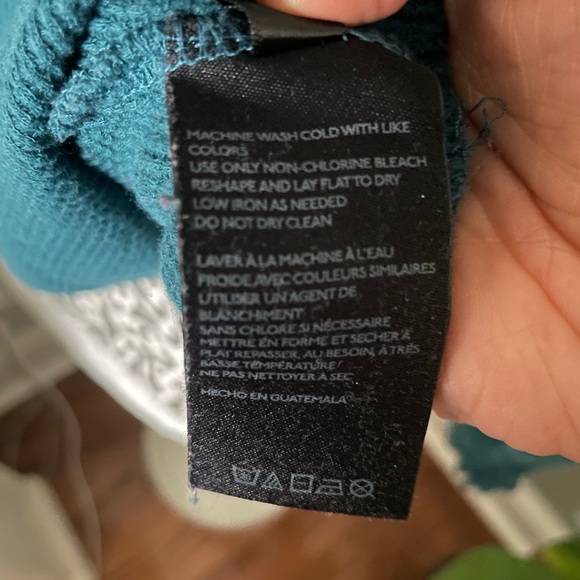 MACHINE WASH COLD WITH LIKE
COLORS
USE ONLY NON-CHLORINE BLEACH
RESHAPE AND LAY FLAT TO DRY
LOW IRON AS NEEDED
DO NOT DRY CLEAN
LAVER À LA MACHINE À L'EAU
FROIDE AVEC COULEURS SIMILAIRES
UTILISER UN AGENT DE
BLANCHIMENT
SANS CHLORE SI NÉCESSAIRE
METTRE EN FORME ET SECHER À
PLAT REPASSER, AU BESOIN, À TRÈS
BASSE TEMPÉRATURE!
NE PAS NETTOYER À SEC
HECHO EN GUATEMALA